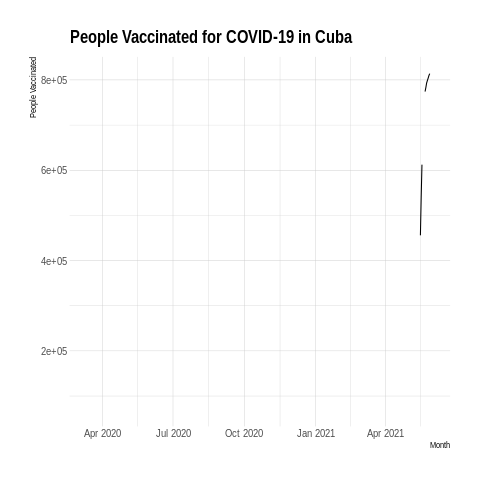 People Vaccinated for COVID-19 in Cuba
People Vaccinated
8e+05
6e+05
4e+05
2e+05
Apr 2020 Jul 2020 Oct 2020 Jan 2021 Apr 2021
Month